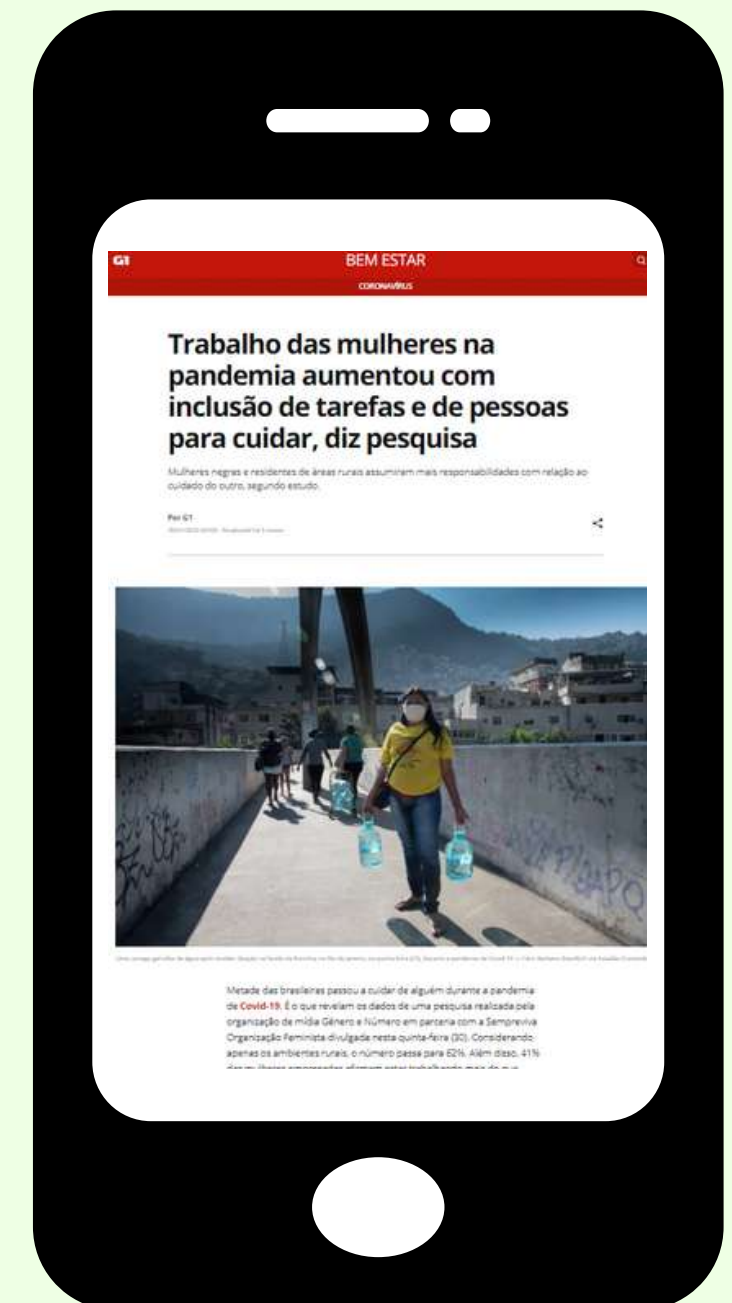 G1
BEM ESTAR
CORONAVÍRUS
Trabalho das mulheres na
pandemia aumentou com
inclusão de tarefas e de pessoas
para cuidar, diz pesquisa
Mulheres negras e residentes de áreas rurais assumiram mais responsabilidades com relação ao
cuidado do outro, segundo estudo.
Por G1
Metade das brasileiras passou a cuidar de alguém durante a pandemia
de Covid-19. É o que revelam os dados de uma pesquisa realizada pela
organização de mídia Gênero e Número em parceria com a Sempreviva
Organização Feminista divulgada nesta quinta-feira (30). Considerando
apenas os ambientes rurais, o número passa para 62%. Além disso, 41%